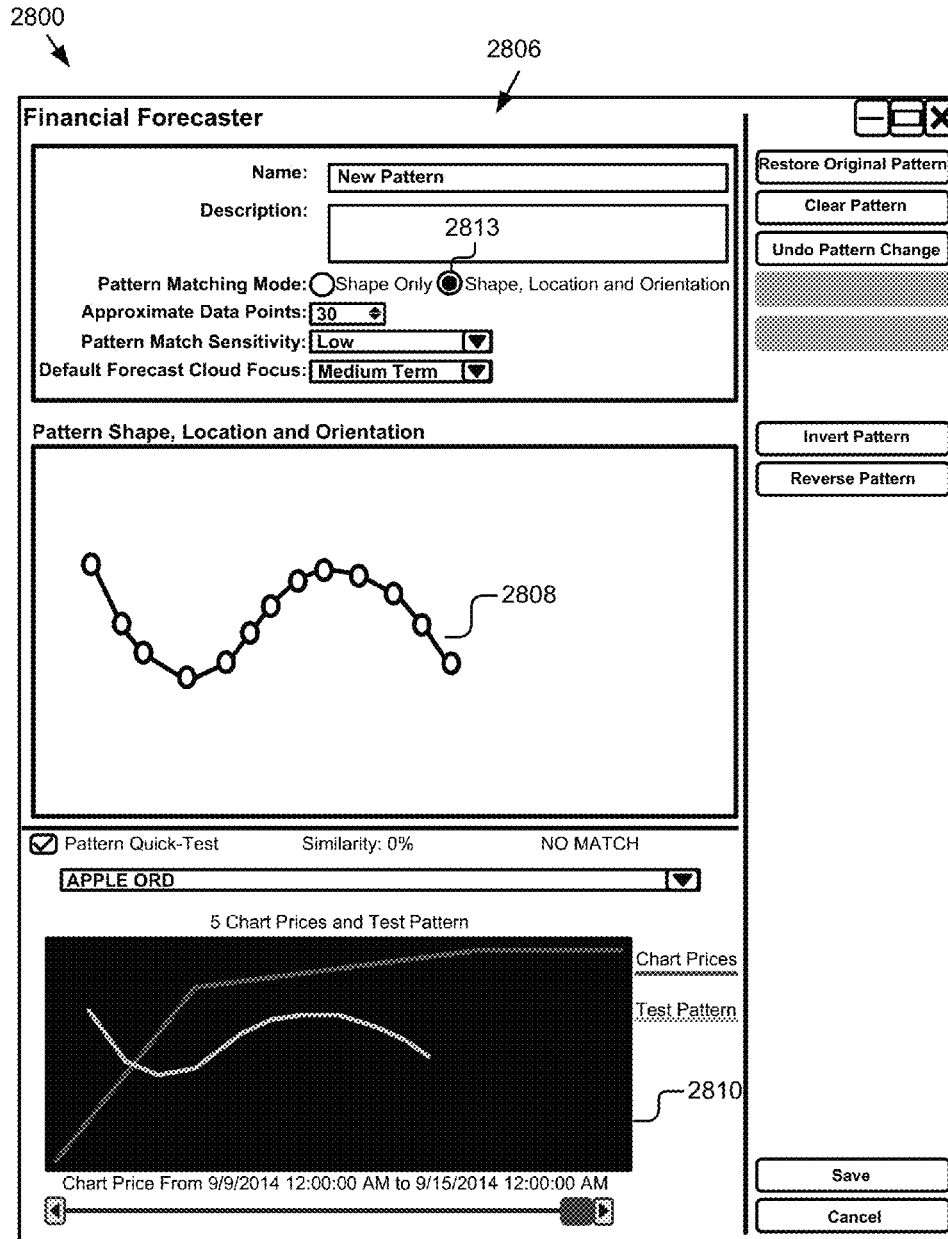 2800
2806
Financial Forecaster
Name: New Pattern
Description:
2813
Pattern Matching Mode: Shape Only Shape, Location and Orientation
Approximate Data Points: 30
Pattern Match Sensitivity: Low
Default Forecast Cloud Focus: Medium Term
Restore Original Pattern
Clear Pattern
Undo Pattern Change
Invert Pattern
Reverse Pattern
Pattern Shape, Location and Orientation
2808
Pattern Quick-Test Similarity: 0% NO MATCH
APPLE ORD
5 Chart Prices and Test Pattern
Chart Prices
Test Pattern
2810
Chart Price From 9/9/2014 12:00:00 AM to 9/15/2014 12:00:00 AM
Save
Cancel